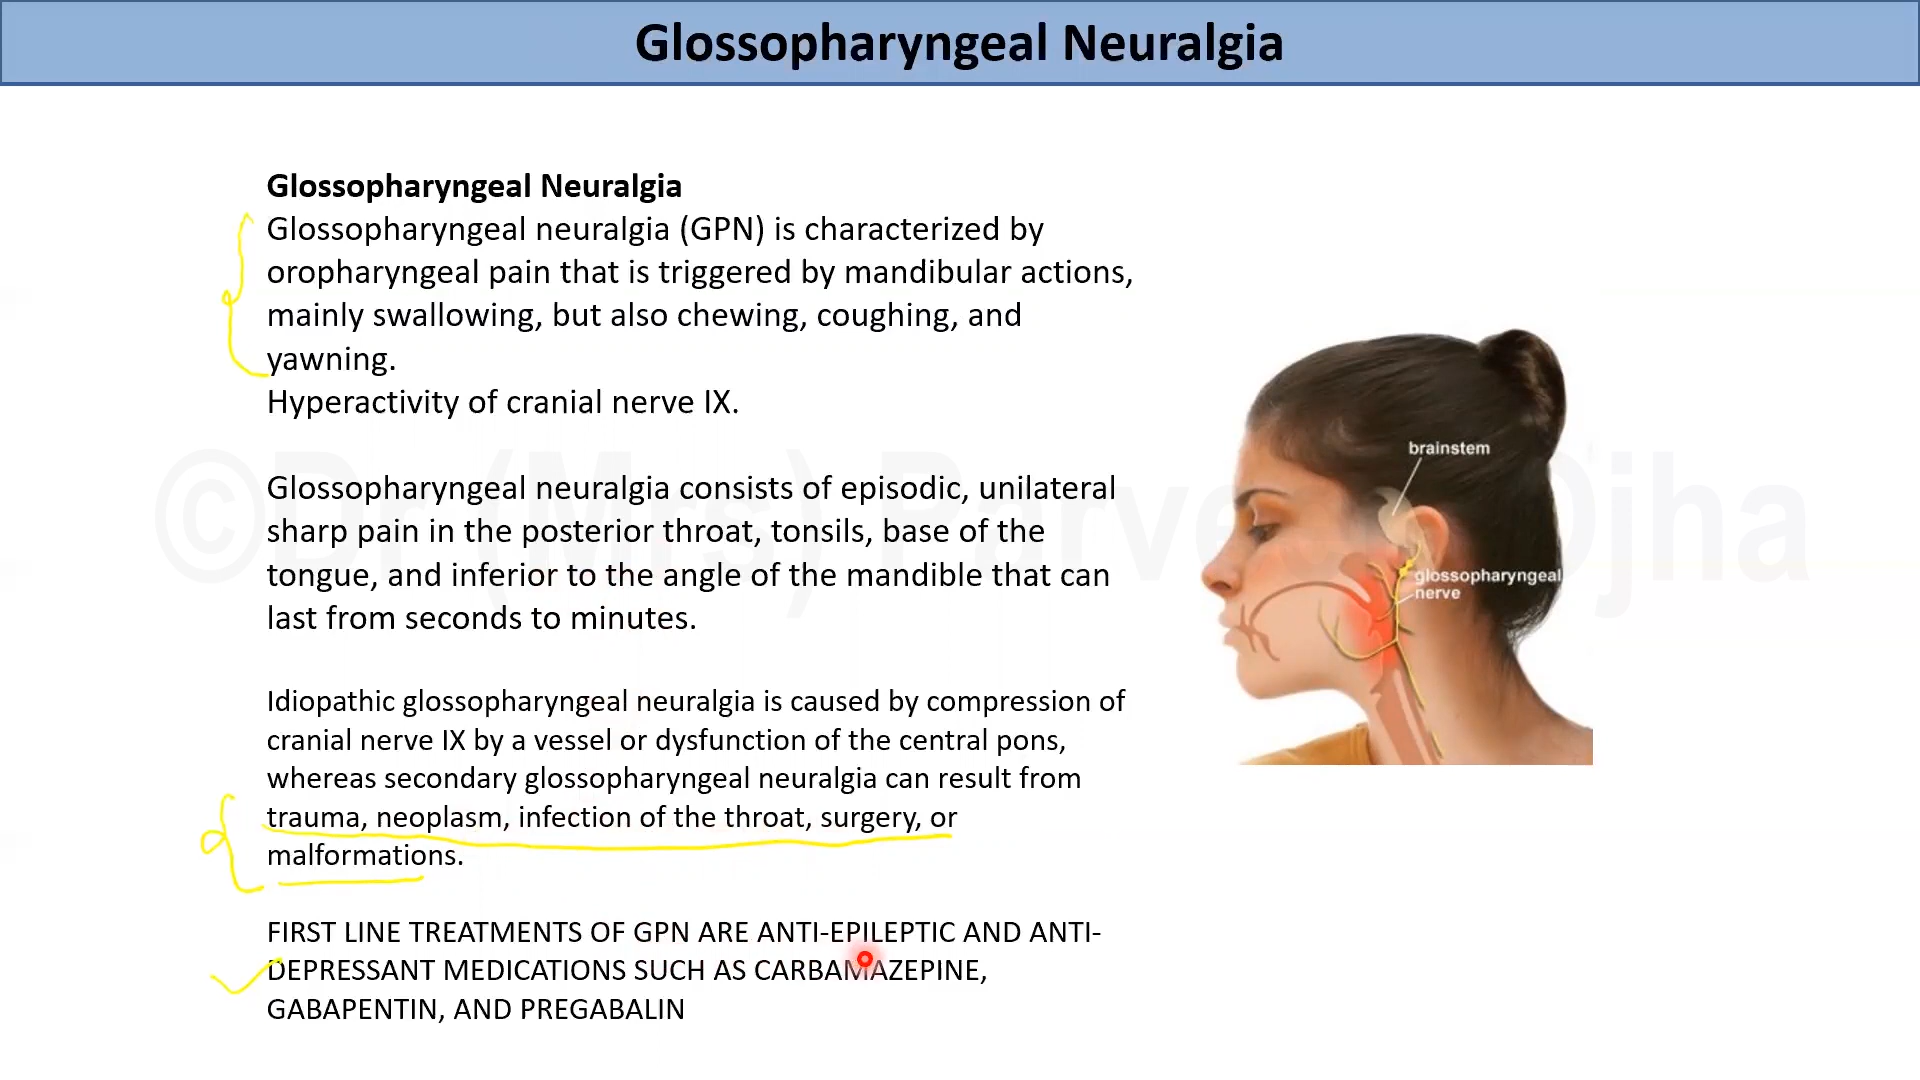 Glossopharyngeal Neuralgia
Glossopharyngeal Neuralgia
Glossopharyngeal neuralgia (GPN) is characterized by
oropharyngeal pain that is triggered by mandibular actions,
mainly swallowing, but also chewing, coughing, and
yawning.
Hyperactivity of cranial nerve IX.
Glossopharyngeal neuralgia consists of episodic, unilateral
sharp pain in the posterior throat, tonsils, base of the
tongue, and inferior to the angle of the mandible that can
last from seconds to minutes.
Idiopathic glossopharyngeal neuralgia is caused by compression of
cranial nerve IX by a vessel or dysfunction of the central pons,
whereas secondary glossopharyngeal neuralgia can result from
trauma, neoplasm, infection of the throat, surgery, or
malformations.
FIRST LINE TREATMENTS OF GPN ARE ANTI-EPILEPTIC AND ANTI-
DEPRESSANT MEDICATIONS SUCH AS CARBAMAZEPINE,
GABAPENTIN, AND PREGABALIN
brainstem
glossopharyngeal
nerve
©Dr (Mrs) Ojha